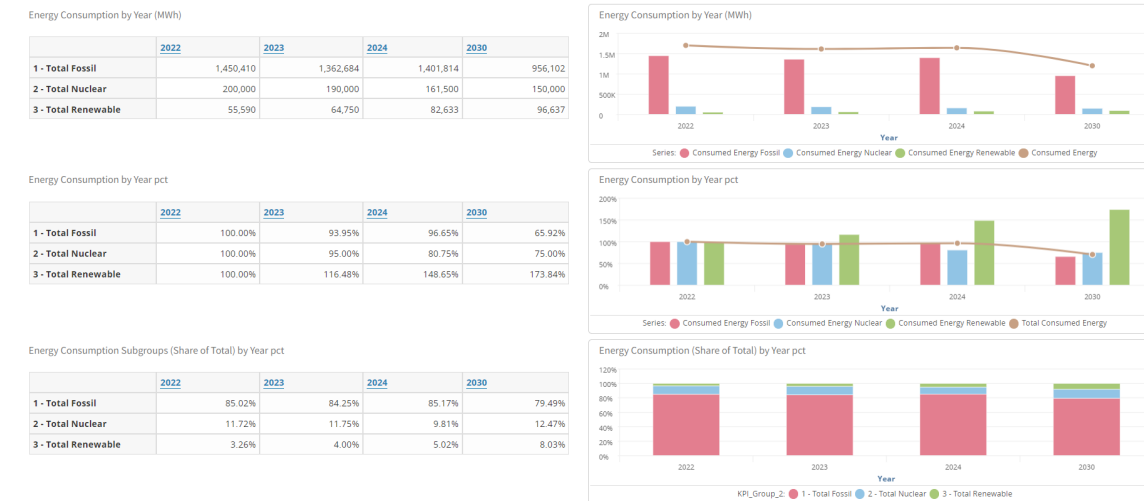 Energy Consumption by Year (MWh)
2022 2023 2024 2030
1 - Total Fossil 1,450,410 1,362,684 1,401,814 956,102
2 - Total Nuclear 200,000 190,000 161,500 150,000
3 - Total Renewable 55,590 64,750 82,633 96,637
Energy Consumption by Year (MWh)
2M
1.5M
1M
500K
0
2022 2023 2024 2030
Year
Series: Consumed Energy Fossil Consumed Energy Nuclear Consumed Energy Renewable Consumed Energy
Energy Consumption by Year pct
2022 2023 2024 2030
1 - Total Fossil 100.00% 93.95% 96.65% 65.92%
2 - Total Nuclear 100.00% 95.00% 80.75% 75.00%
3 - Total Renewable 100.00% 116.48% 148.65% 173.84%
Energy Consumption by Year pct
200%
150%
100%
50%
0%
2022 2023 2024 2030
Year
Series: Consumed Energy Fossil Consumed Energy Nuclear Consumed Energy Renewable Total Consumed Energy
Energy Consumption Subgroups (Share of Total) by Year pct
2022 2023 2024 2030
1 - Total Fossil 85.02% 84.25% 85.17% 79.49%
2 - Total Nuclear 11.72% 11.75% 9.81% 12.47%
3 - Total Renewable 3.26% 4.00% 5.02% 8.03%
Energy Consumption (Share of Total) by Year pct
120%
100%
80%
60%
40%
20%
0%
2022 2023 2024 2030
Year
KPI_Group_2: 1 - Total Fossil 2 - Total Nuclear 3 - Total Renewable